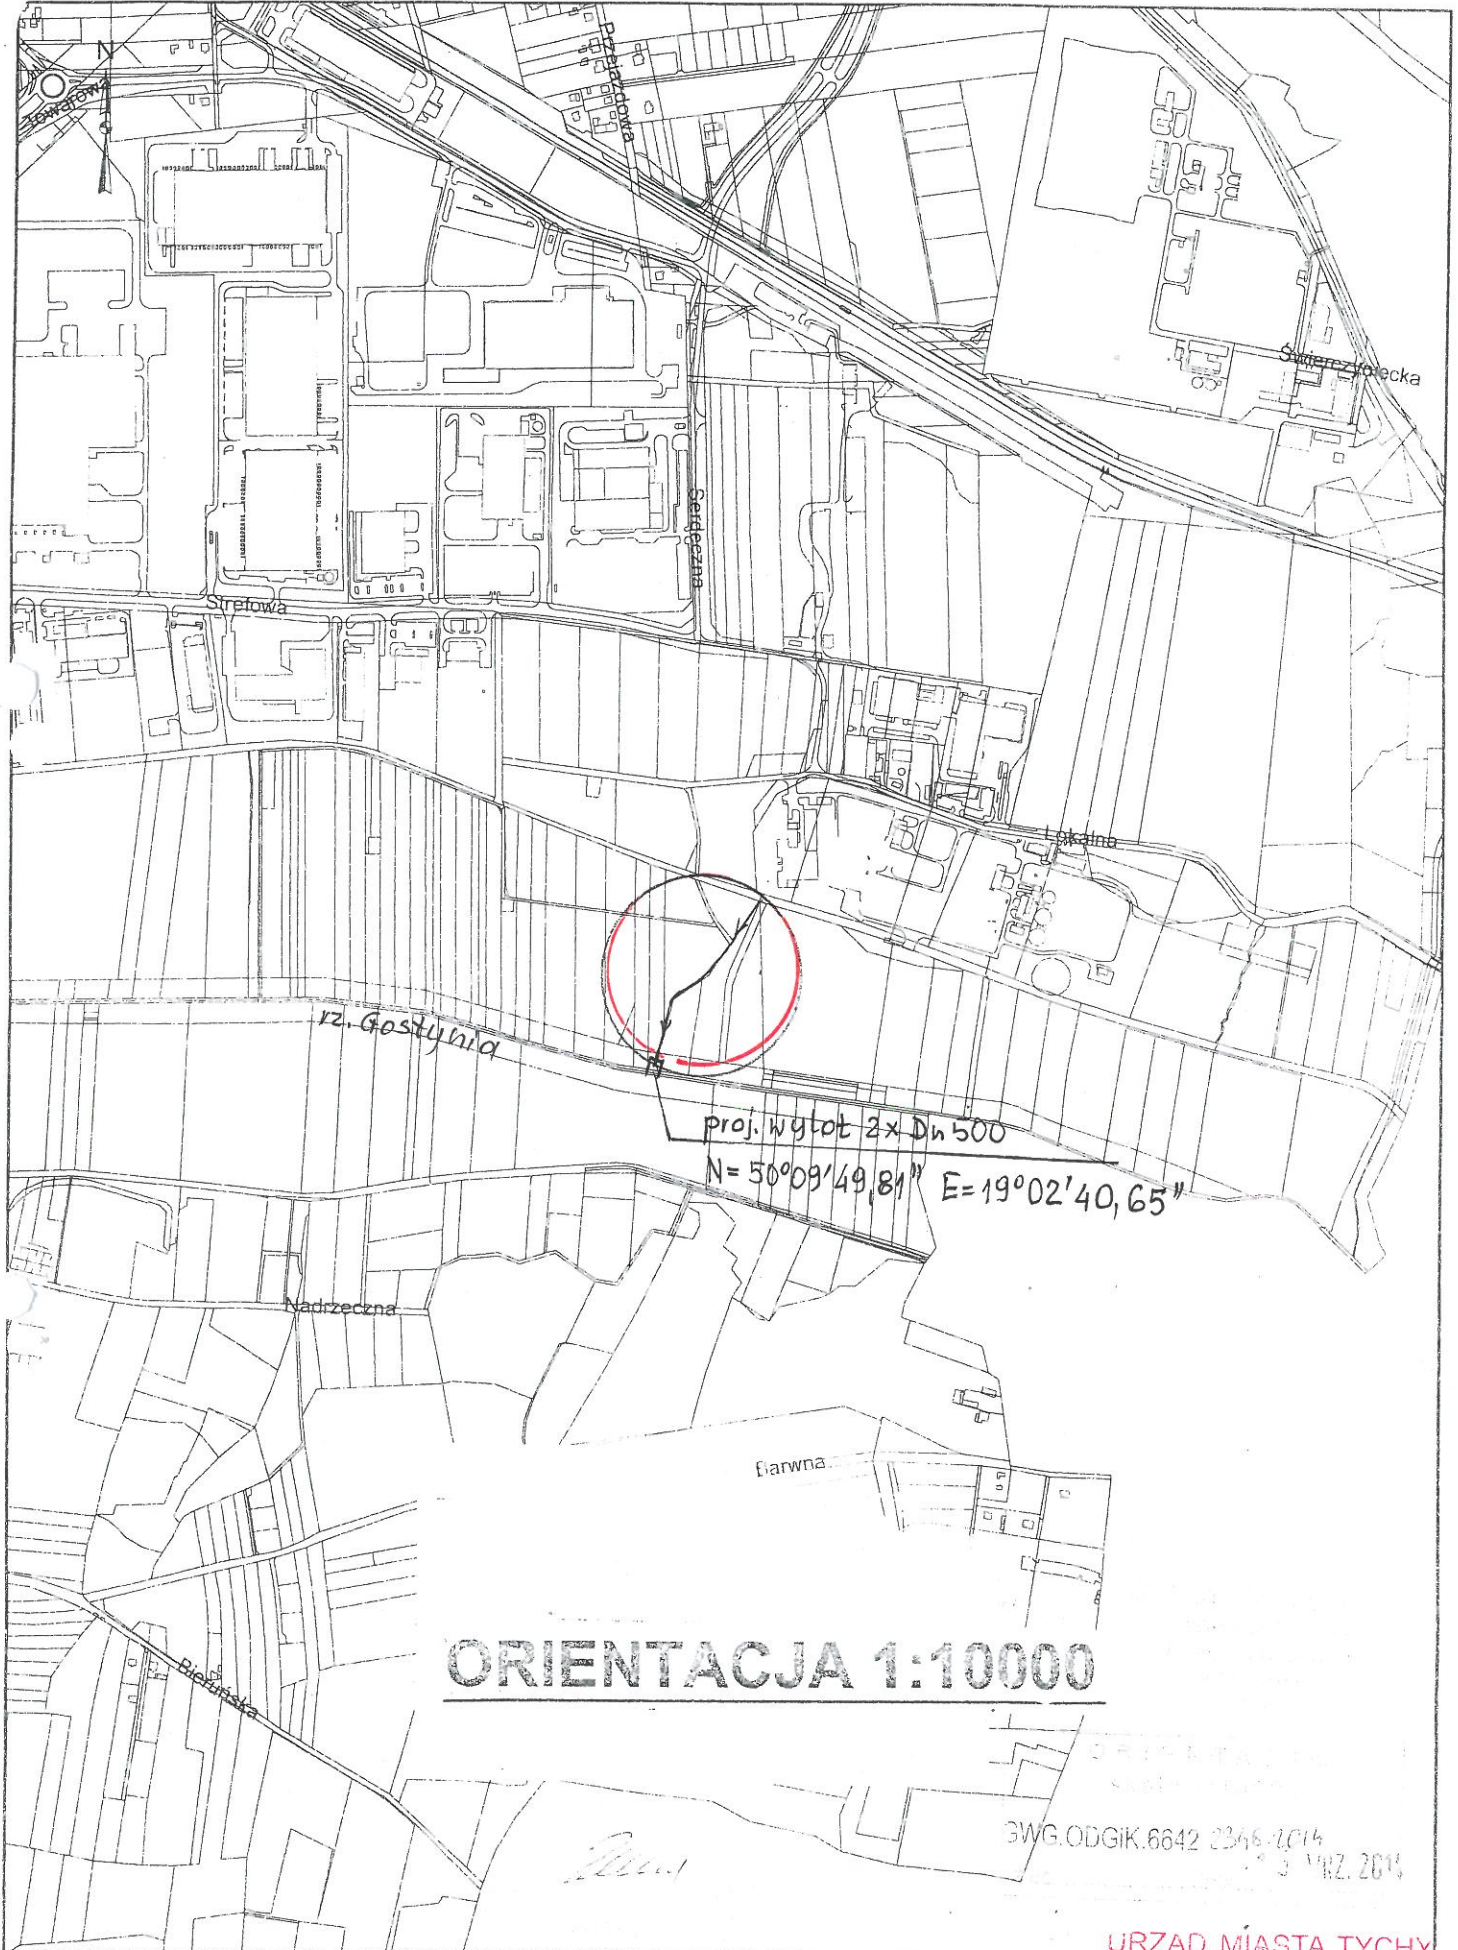 N
Towarowa
Przejazdowa
Świerczyniecka
Serdeczna
Strefowa
Lokalna
rz. Gostynia
proj. wylot 2x Dn 500
N= 50°09'49,81" E=19°02'40,65"
Nadrzeczna
Barwna
ORIENTACJA 1:10000
Bieruńska
GWG.ODGiK.6642
URZĄD MIASTA TYCHY